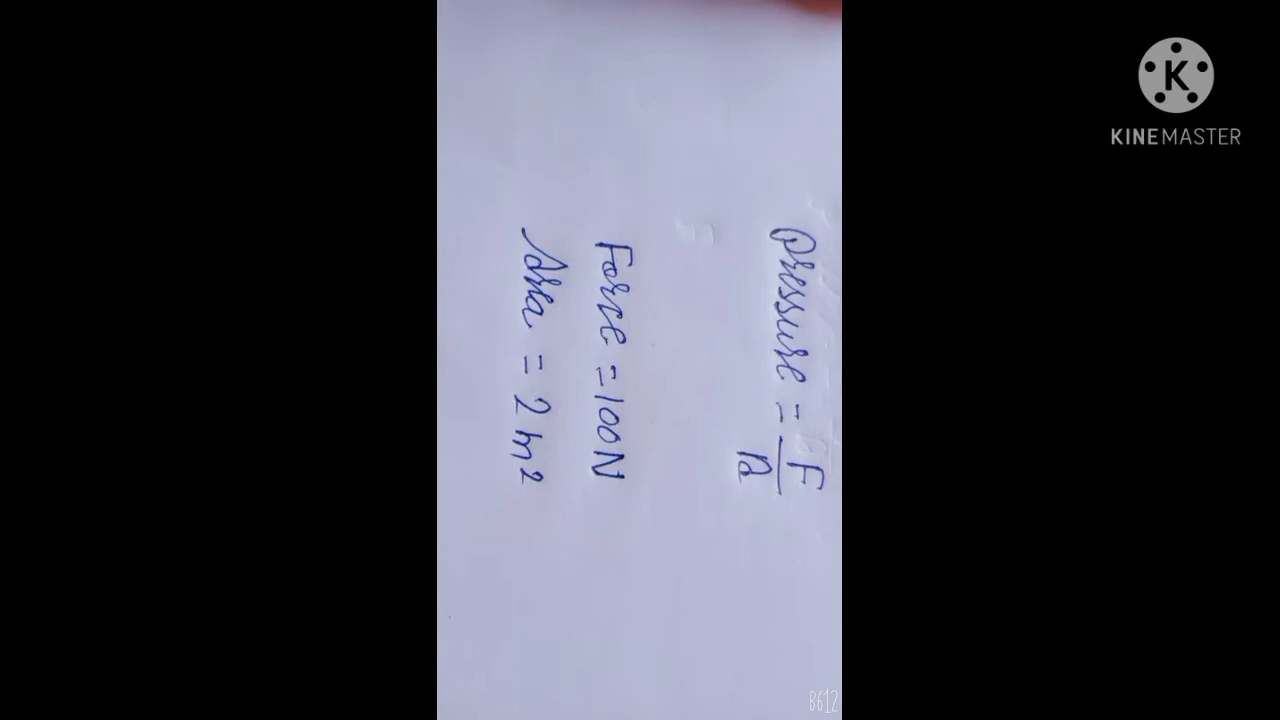 Pressure = F
A
Force = 100N
Area = 2 m²
KINEMASTER
B612